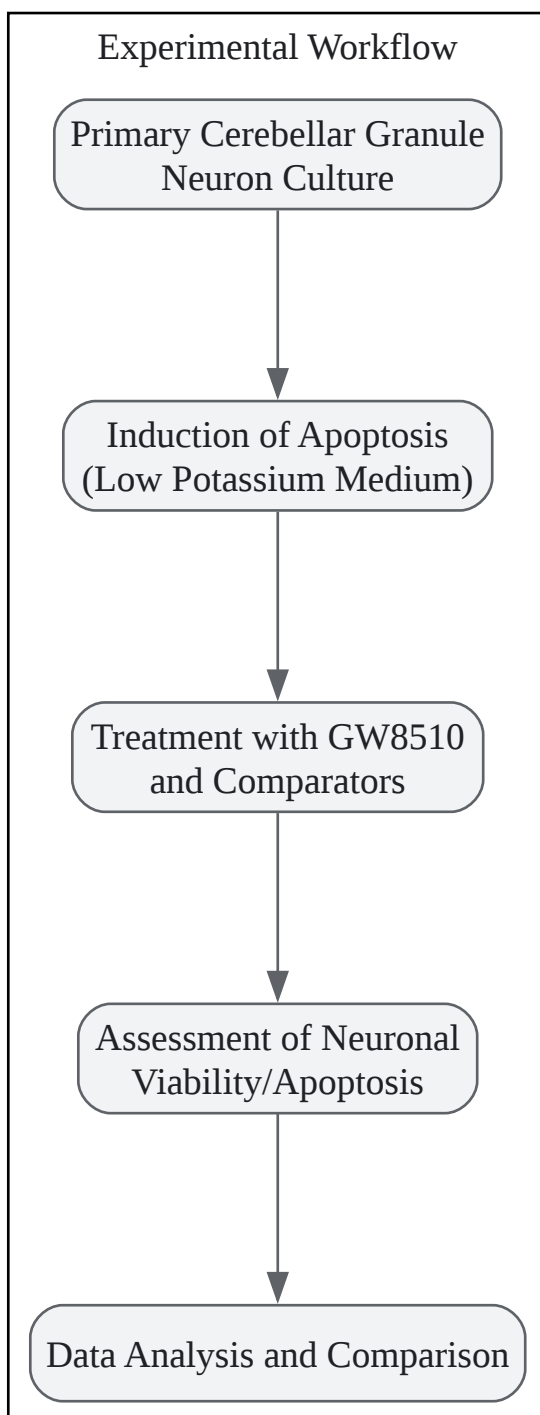 Experimental Workflow
Primary Cerebellar Granule
Neuron Culture
Induction of Apoptosis
(Low Potassium Medium)
Treatment with GW8510
and Comparators
Assessment of Neuronal
Viability/Apoptosis
Data Analysis and Comparison